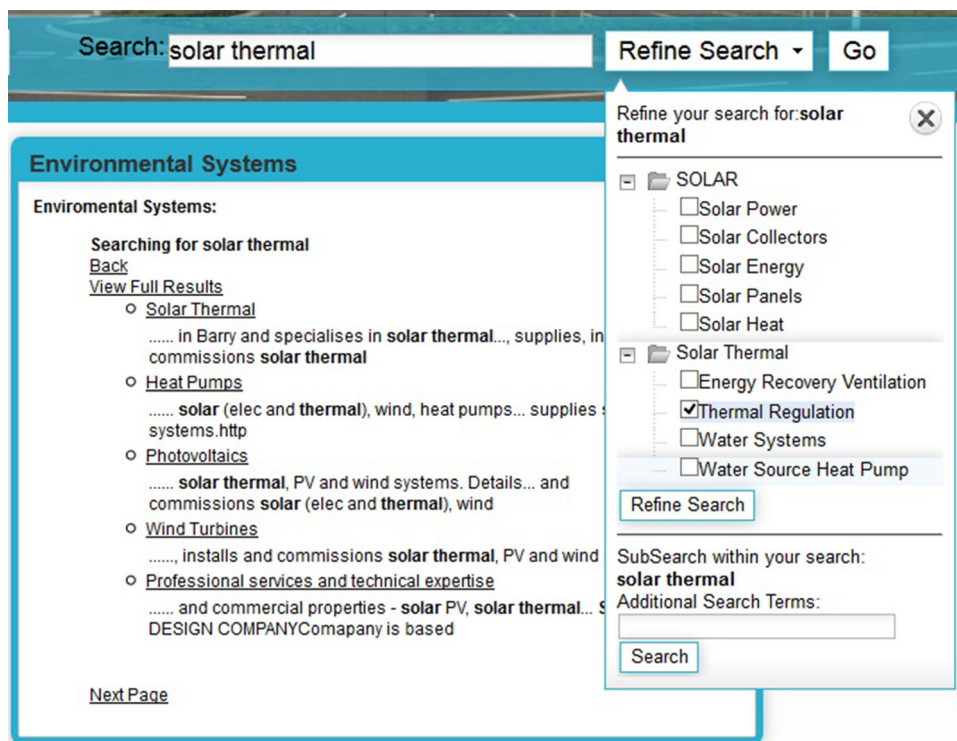 Search: solar thermal Refine Search Go
Refine your search for:solar
thermal
SOLAR
Solar Power
Solar Collectors
Solar Energy
Solar Panels
Solar Heat
Solar Thermal
Energy Recovery Ventilation
Thermal Regulation
Water Systems
Water Source Heat Pump
Refine Search
SubSearch within your search:
solar thermal
Additional Search Terms:
Search
Environmental Systems
Enviromental Systems:
Searching for solar thermal
Back
View Full Results
Solar Thermal
...... in Barry and specialises in solar thermal..., supplies, in
commissions solar thermal
Heat Pumps
...... solar (elec and thermal), wind, heat pumps... supplies
systems.http
Photovoltaics
...... solar thermal, PV and wind systems. Details... and
commissions solar (elec and thermal), wind
Wind Turbines
......, installs and commissions solar thermal, PV and wind
Professional services and technical expertise
...... and commercial properties - solar PV, solar thermal...
DESIGN COMPANYComapany is based
Next Page